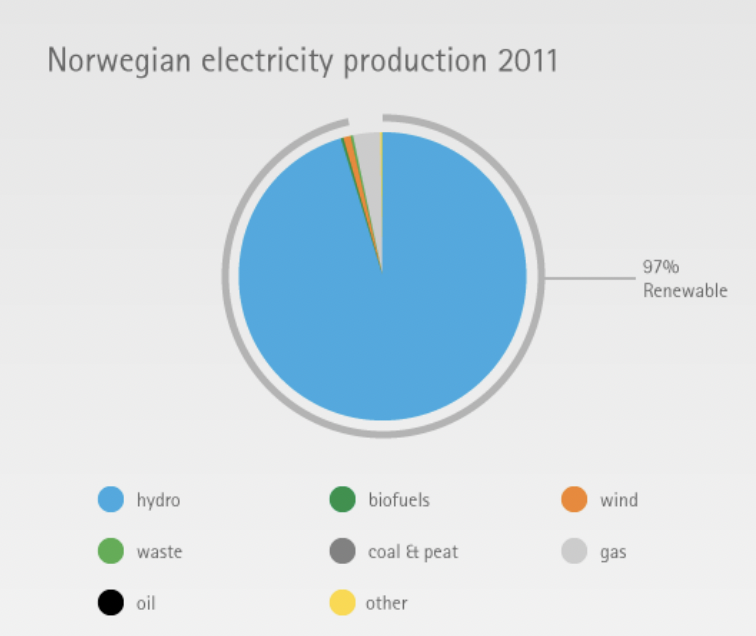 Norwegian electricity production 2011
97%
Renewable
hydro
biofuels
wind
waste
coal & peat
gas
oil
other